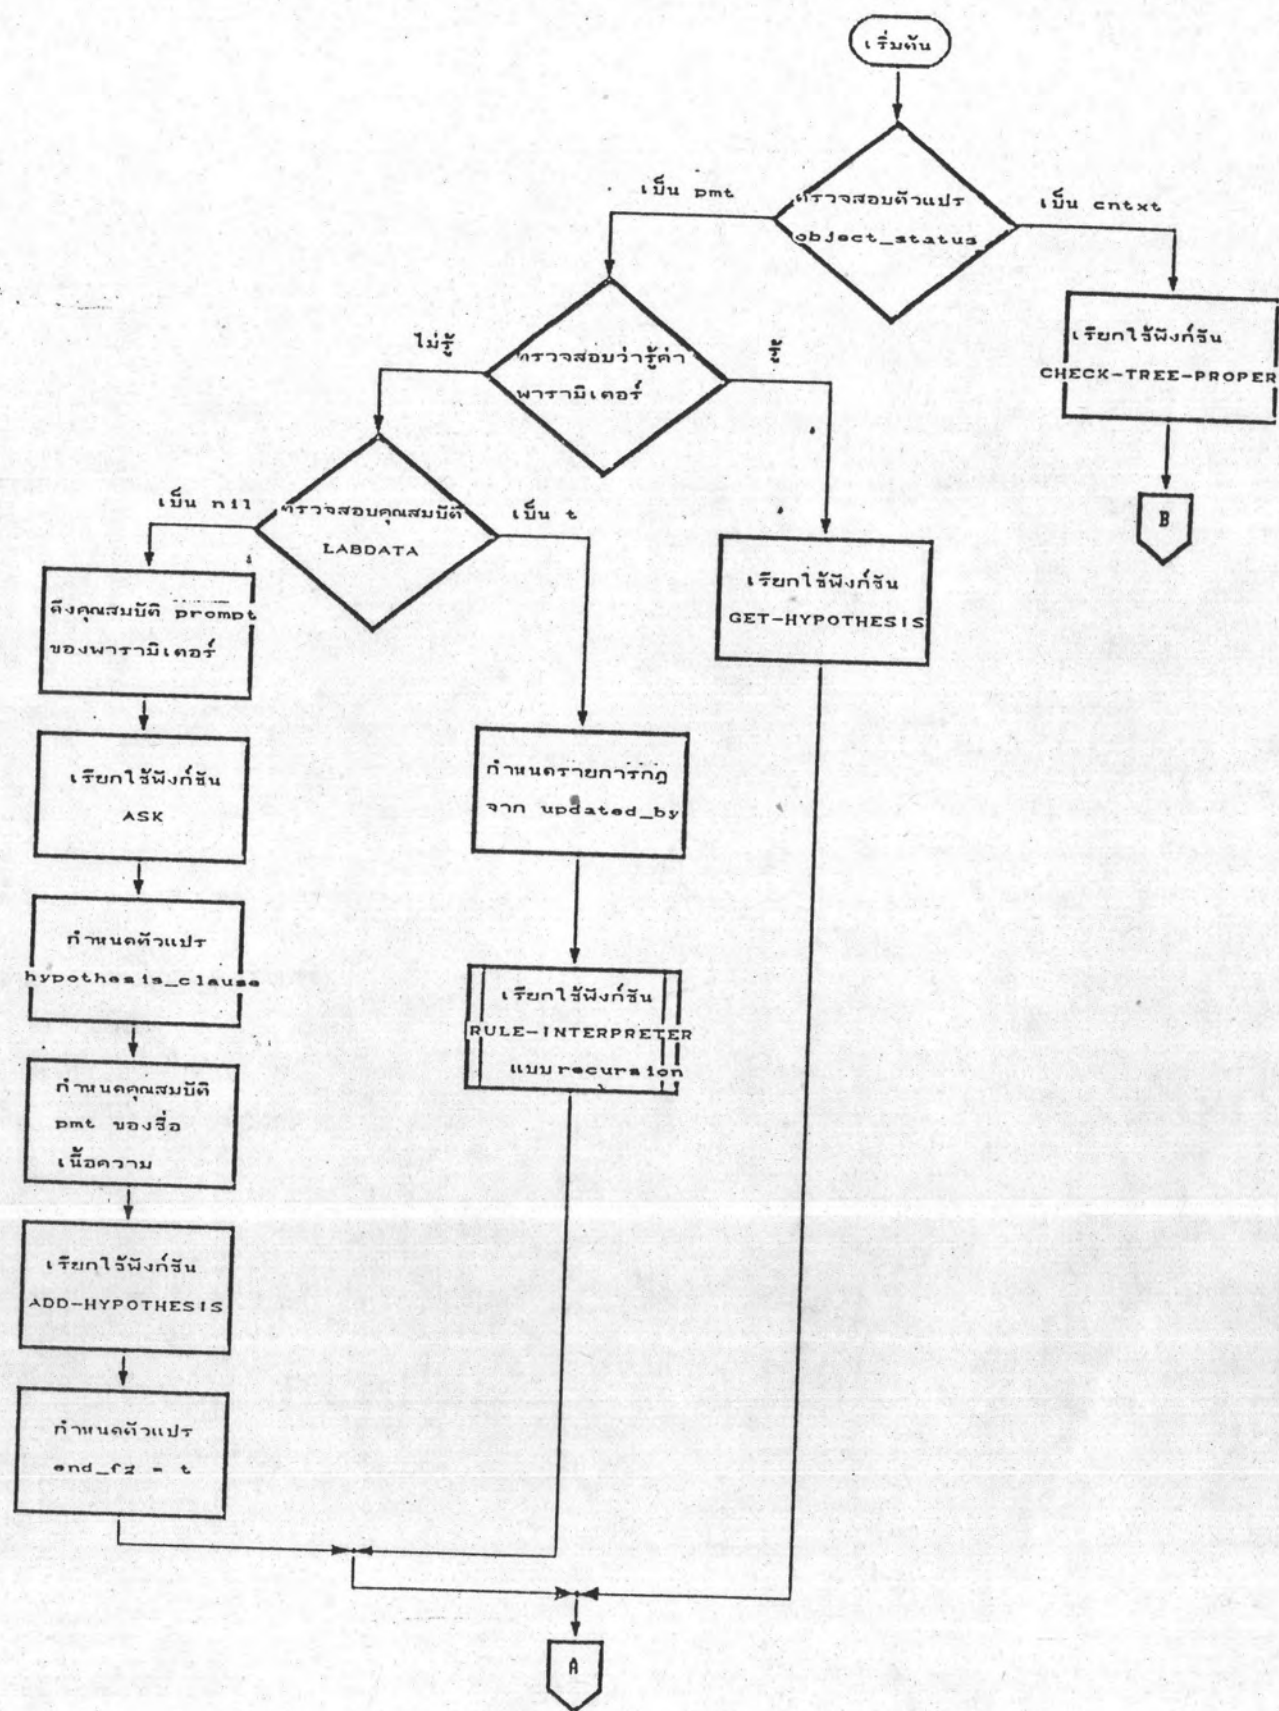 เริ่มต้น
ตรวจสอบตัวแปร
object_status
เป็น pmt
เป็น cntxt
เรียกใช้ฟังก์ชัน
CHECK-TREE-PROPER
B
ตรวจสอบว่ารู้ค่า
พารามิเตอร์
ไม่รู้
รู้
เรียกใช้ฟังก์ชัน
GET-HYPOTHESIS
ตรวจสอบคุณสมบัติ
LABDATA
เป็น nil
เป็น t
ดึงคุณสมบัติ prompt
ของพารามิเตอร์
เรียกใช้ฟังก์ชัน
ASK
กำหนดตัวแปร
hypothesis_clause
กำหนดคุณสมบัติ
pmt ของชื่อ
เนื้อความ
เรียกใช้ฟังก์ชัน
ADD-HYPOTHESIS
กำหนดตัวแปร
= t
กำหนดรายการกฎ
จาก updated_by
เรียกใช้ฟังก์ชัน
RULE-INTERPRETER
แบบ recursion
A